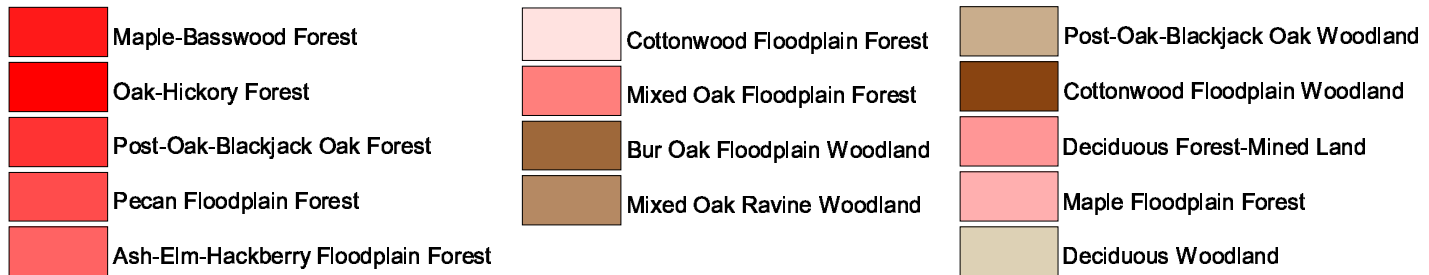 Maple-Basswood Forest
Oak-Hickory Forest
Post-Oak-Blackjack Oak Forest
Pecan Floodplain Forest
Ash-Elm-Hackberry Floodplain Forest
Cottonwood Floodplain Forest
Mixed Oak Floodplain Forest
Bur Oak Floodplain Woodland
Mixed Oak Ravine Woodland
Post-Oak-Blackjack Oak Woodland
Cottonwood Floodplain Woodland
Deciduous Forest-Mined Land
Maple Floodplain Forest
Deciduous Woodland